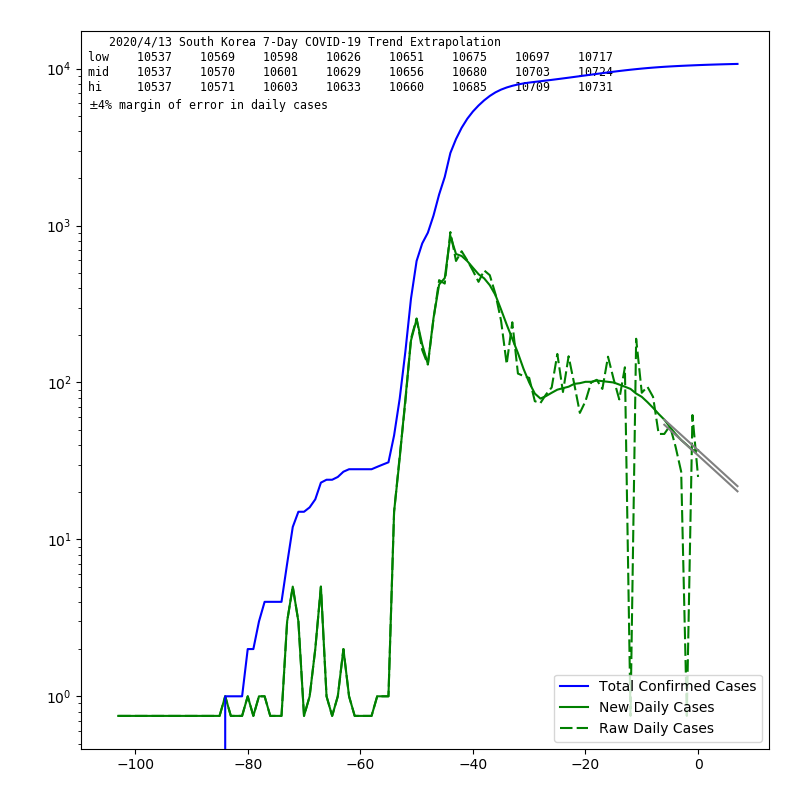 2020/4/13 South Korea 7-Day COVID-19 Trend Extrapolation
low 10537 10569 10598 10626 10651 10675 10697 10717
mid 10537 10570 10601 10629 10656 10680 10703 10724
hi 10537 10571 10603 10633 10660 10685 10709 10731
±4% margin of error in daily cases
10⁴
10³
10²
10¹
10⁰
Total Confirmed Cases
New Daily Cases
Raw Daily Cases
−100 −80 −60 −40 −20 0